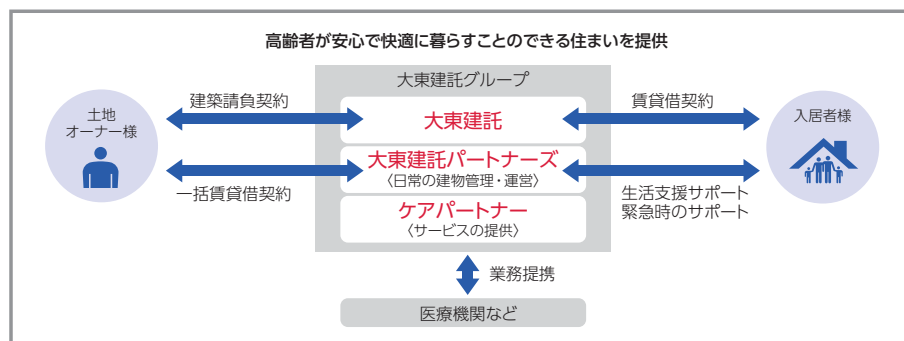 高齢者が安心で快適に暮らすことのできる住まいを提供
大東建託グループ
建築請負契約
大東建託
賃貸借契約
土地
オーナー様
入居者様
大東建託パートナーズ
〈日常の建物管理・運営〉
一括賃貸借契約
生活支援サポート
緊急時のサポート
ケアパートナー
〈サービスの提供〉
業務提携
医療機関など